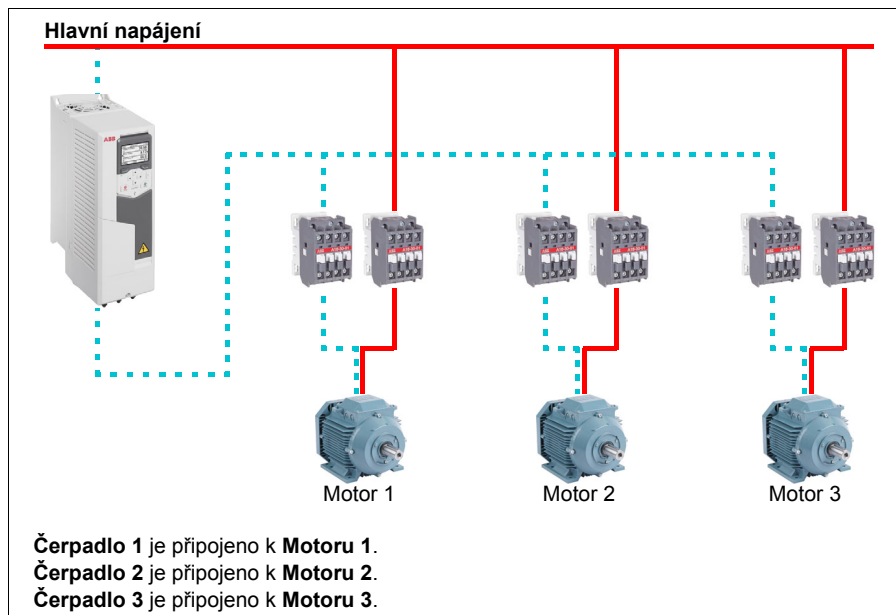 Hlavní napájení
ABB
Motor 1
Motor 2
Motor 3
Čerpadlo 1 je připojeno k Motoru 1.
Čerpadlo 2 je připojeno k Motoru 2.
Čerpadlo 3 je připojeno k Motoru 3.